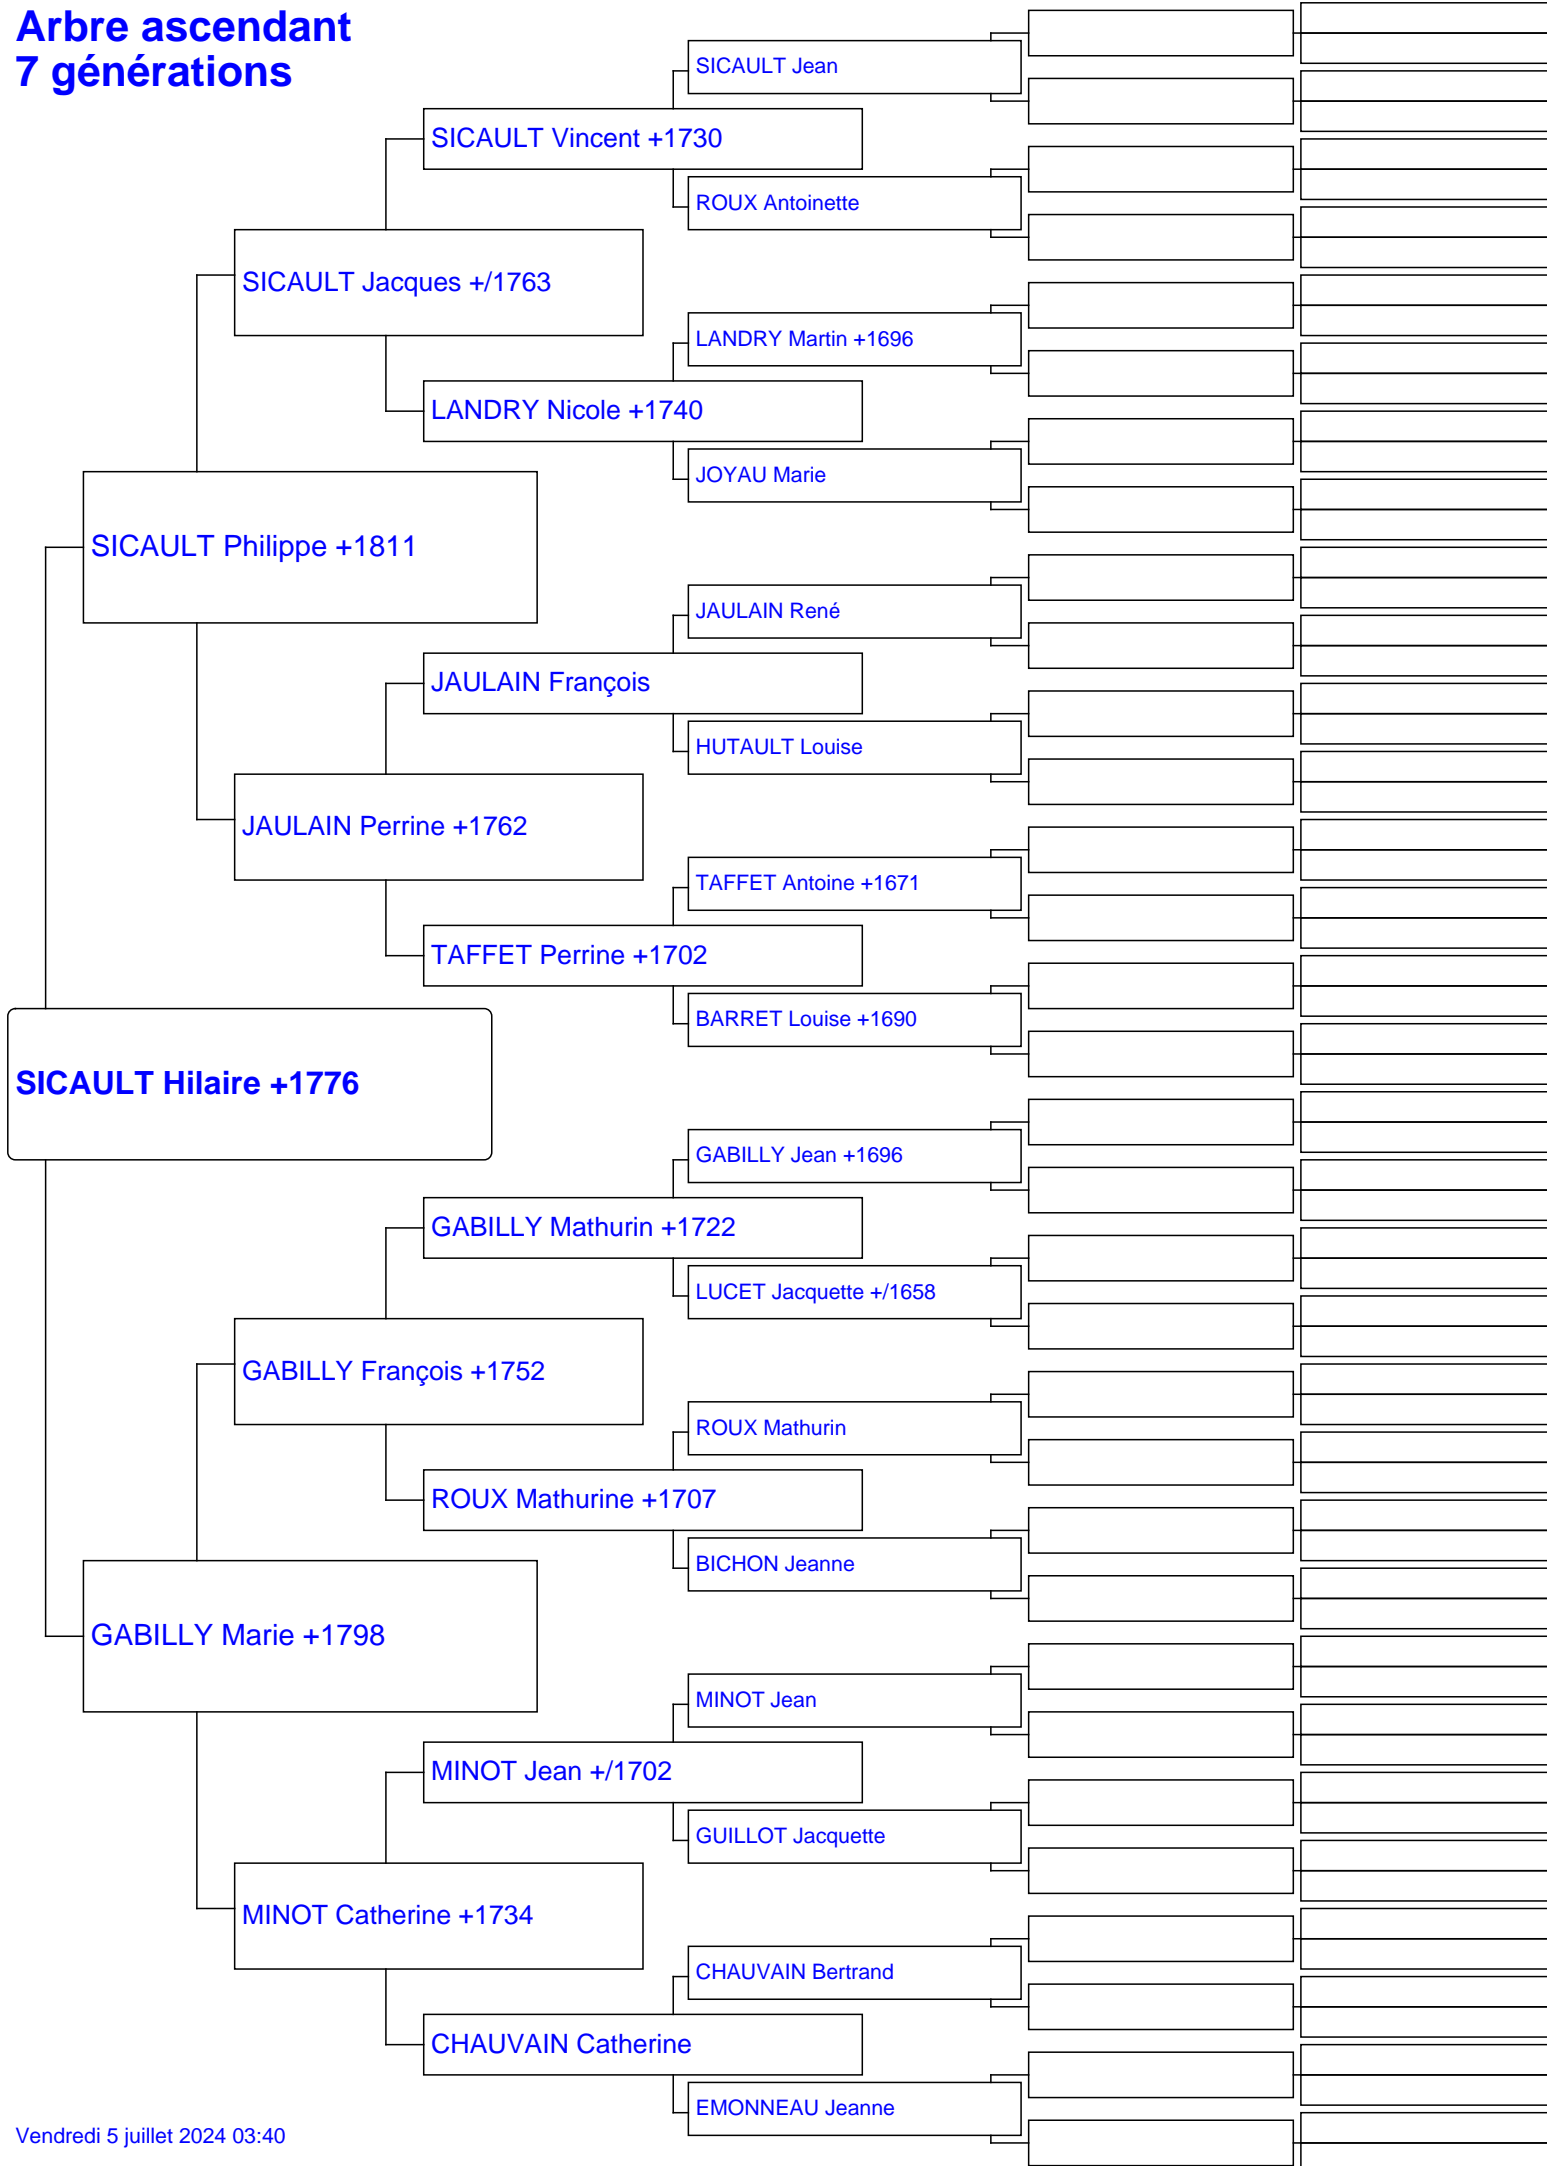 Arbre ascendant
7 générations
SICAULT Jean
SICAULT Vincent +1730
ROUX Antoinette
SICAULT Jacques +/1763
LANDRY Martin +1696
LANDRY Nicole +1740
JOYAU Marie
SICAULT Philippe +1811
JAULAIN René
JAULAIN François
HUTAULT Louise
JAULAIN Perrine +1762
TAFFET Antoine +1671
TAFFET Perrine +1702
BARRET Louise +1690
SICAULT Hilaire +1776
GABILLY Jean +1696
GABILLY Mathurin +1722
LUCET Jacquette +/1658
GABILLY François +1752
ROUX Mathurin
ROUX Mathurine +1707
BICHON Jeanne
GABILLY Marie +1798
MINOT Jean
MINOT Jean +/1702
GUILLOT Jacquette
MINOT Catherine +1734
CHAUVAIN Bertrand
CHAUVAIN Catherine
EMONNEAU Jeanne
Vendredi 5 juillet 2024 03:40